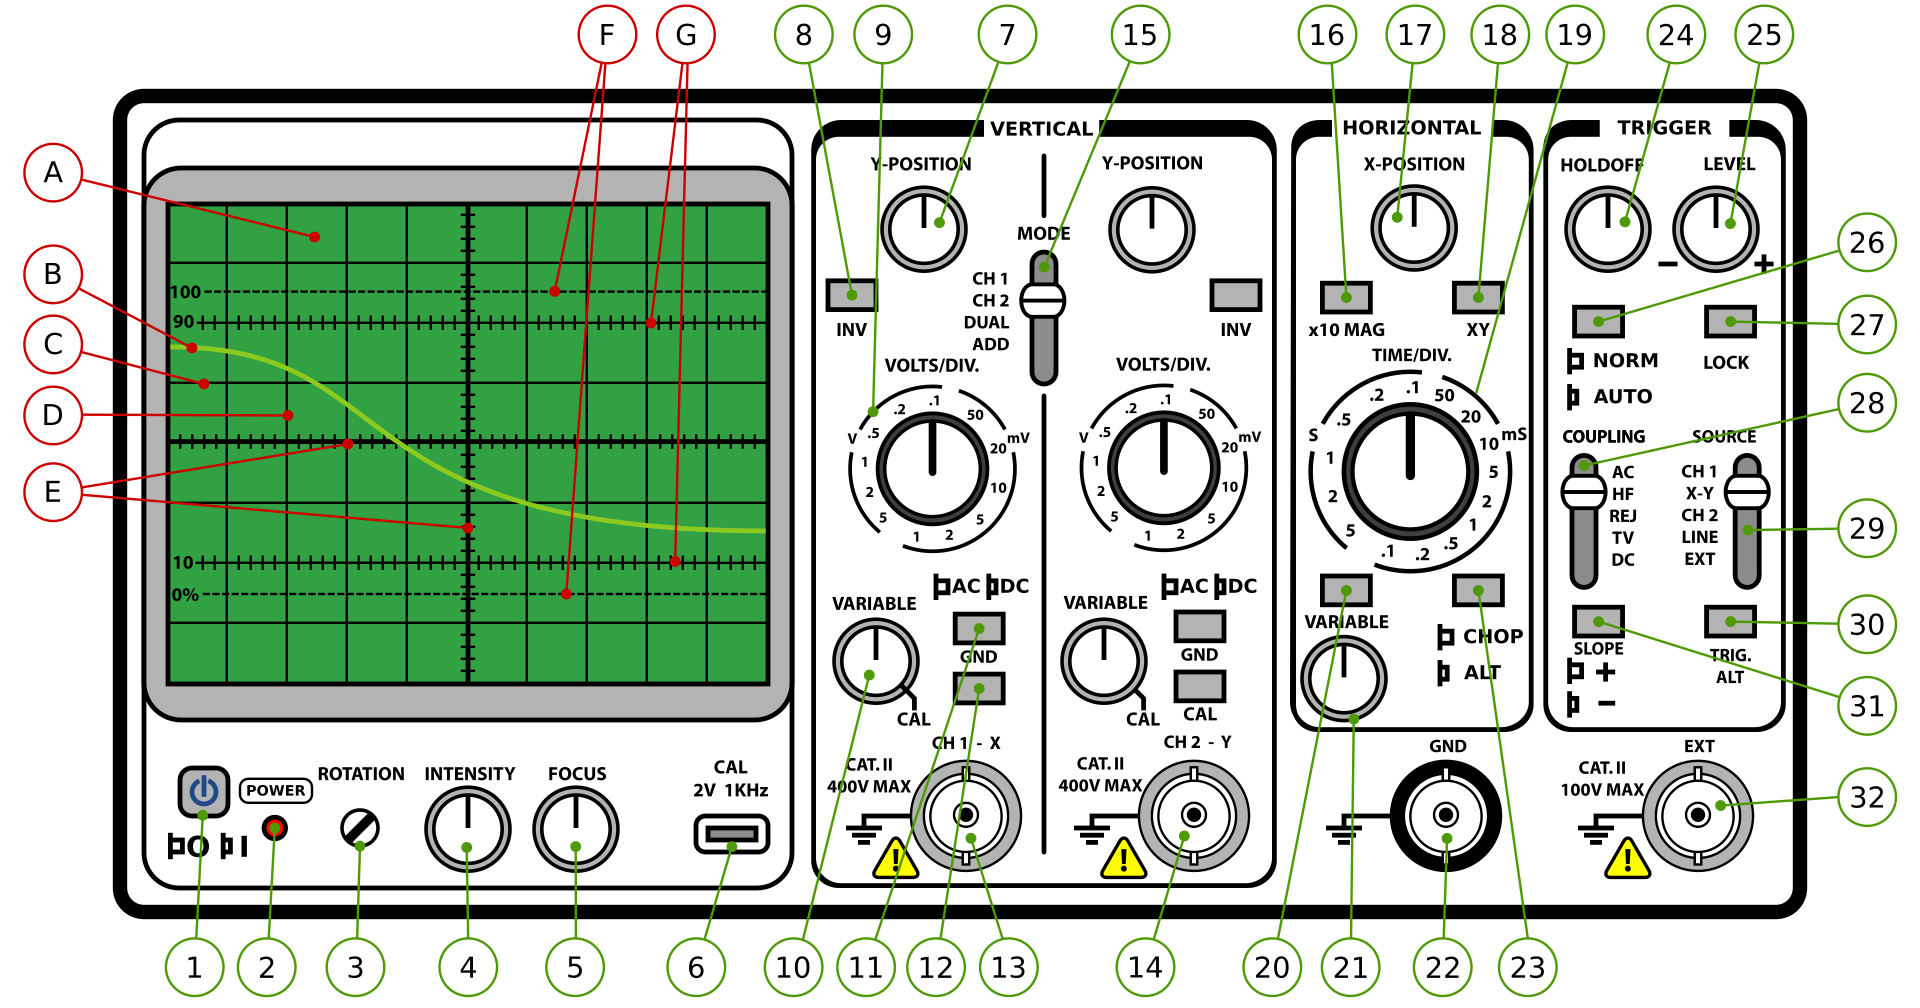 F G 8 9 7 15 16 17 18 19 24 25
A
B
C
D
E
100
90
10
0%
POWER
O I
ROTATION
INTENSITY
FOCUS
CAL
2V 1KHz
VERTICAL
Y-POSITION
INV
VOLTS/DIV.
V .5 .2 .1 50 20 mV
1 10
2 5
5 1 2
AC DC
VARIABLE
GND
CAL
CH 1 - X
CAT. II
400V MAX
!
MODE
CH 1
CH 2
DUAL
ADD
Y-POSITION
INV
VOLTS/DIV.
V .5 .2 .1 50 20 mV
1 10
2 5
5 1 2
AC DC
VARIABLE
GND
CAL
CAL
CH 2 - Y
CAT. II
400V MAX
!
HORIZONTAL
X-POSITION
x10 MAG
XY
TIME/DIV.
.2 .1 50
.5 20
S 10 mS
1 5
2 2
5 1
.1 .2 .5
VARIABLE
CHOP
ALT
GND
TRIGGER
HOLDOFF
LEVEL
− +
NORM
AUTO
LOCK
COUPLING
AC
HF
REJ
TV
DC
SOURCE
CH 1
X-Y
CH 2
LINE
EXT
SLOPE
+
−
TRIG.
ALT
EXT
CAT. II
100V MAX
!
26
27
28
29
30
31
32
1 2 3 4 5 6 10 11 12 13 14 20 21 22 23